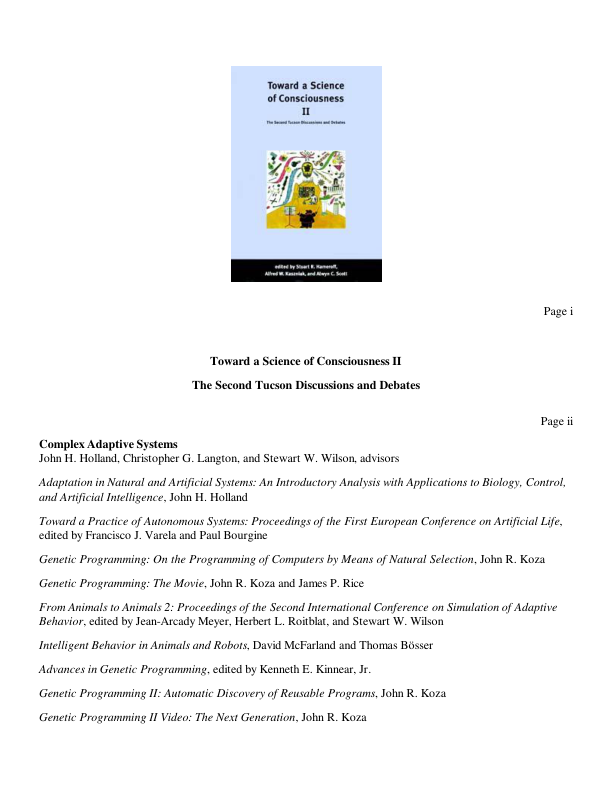 Toward a Science
of Consciousness
II
The Second Tucson Discussions and Debates
edited by Stuart R. Hameroff,
Alfred W. Kaszniak, and Alwyn C. Scott
Page i
Toward a Science of Consciousness II
The Second Tucson Discussions and Debates
Page ii
Complex Adaptive Systems
John H. Holland, Christopher G. Langton, and Stewart W. Wilson, advisors
Adaptation in Natural and Artificial Systems: An Introductory Analysis with Applications to Biology, Control,
and Artificial Intelligence, John H. Holland
Toward a Practice of Autonomous Systems: Proceedings of the First European Conference on Artificial Life,
edited by Francisco J. Varela and Paul Bourgine
Genetic Programming: On the Programming of Computers by Means of Natural Selection, John R. Koza
Genetic Programming: The Movie, John R. Koza and James P. Rice
From Animals to Animals 2: Proceedings of the Second International Conference on Simulation of Adaptive
Behavior, edited by Jean-Arcady Meyer, Herbert L. Roitblat, and Stewart W. Wilson
Intelligent Behavior in Animals and Robots, David McFarland and Thomas Bösser
Advances in Genetic Programming, edited by Kenneth E. Kinnear, Jr.
Genetic Programming II: Automatic Discovery of Reusable Programs, John R. Koza
Genetic Programming II Video: The Next Generation, John R. Koza